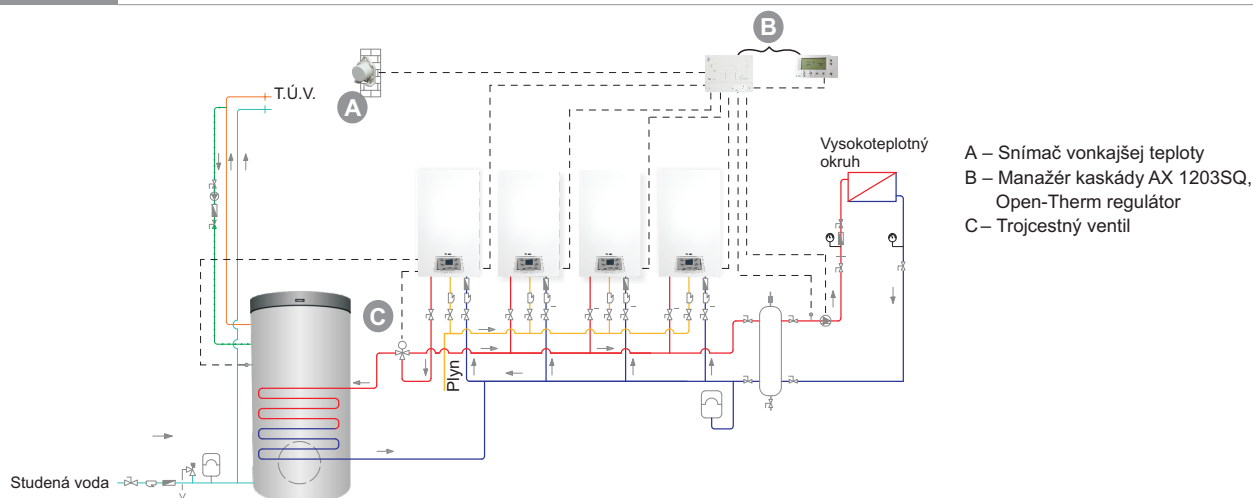 B
T.Ú.V.
A
Vysokoteplotný
okruh
A – Snímač vonkajšej teploty
B – Manažér kaskády AX 1203SQ,
Open-Therm regulátor
C – Trojcestný ventil
C
Plyn
Studená voda